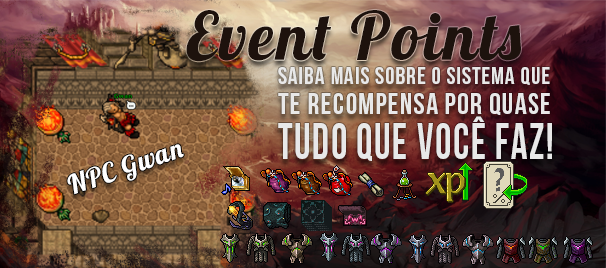 Event Points
SAIBA MAIS SOBRE O SISTEMA QUE
TE RECOMPENSA POR QUASE
TUDO QUE VOCÊ FAZ!
NPC Gwan
xp
?
%